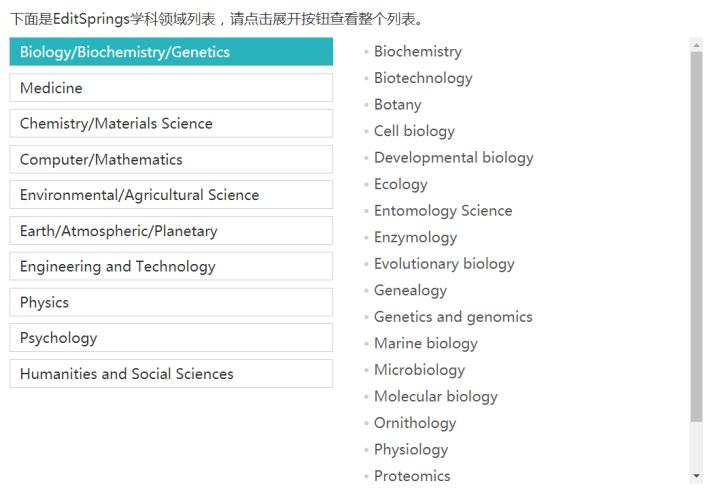 下面是EditSprings学科领域列表，请点击展开按钮查看整个列表。
Biology/Biochemistry/Genetics
Medicine
Chemistry/Materials Science
Computer/Mathematics
Environmental/Agricultural Science
Earth/Atmospheric/Planetary
Engineering and Technology
Physics
Psychology
Humanities and Social Sciences
Biochemistry
Biotechnology
Botany
Cell biology
Developmental biology
Ecology
Entomology Science
Enzymology
Evolutionary biology
Genealogy
Genetics and genomics
Marine biology
Microbiology
Molecular biology
Ornithology
Physiology
Proteomics